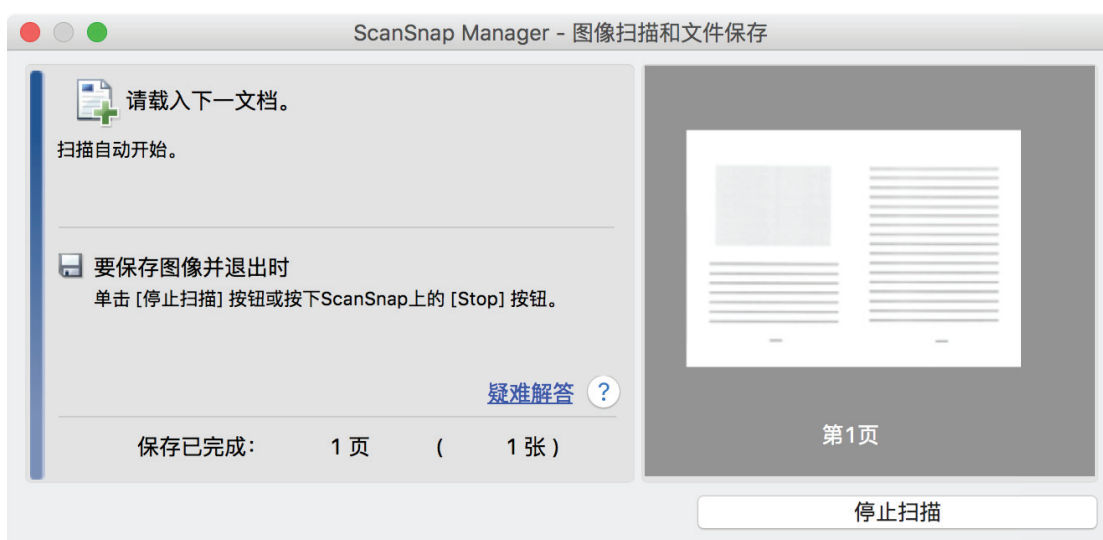 ScanSnap Manager - 图像扫描和文件保存
请载入下一文档。
扫描自动开始。
要保存图像并退出时
单击 [停止扫描] 按钮或按下ScanSnap上的 [Stop] 按钮。
疑难解答 ?
保存已完成： 1 页 ( 1 张 )
第1页
停止扫描